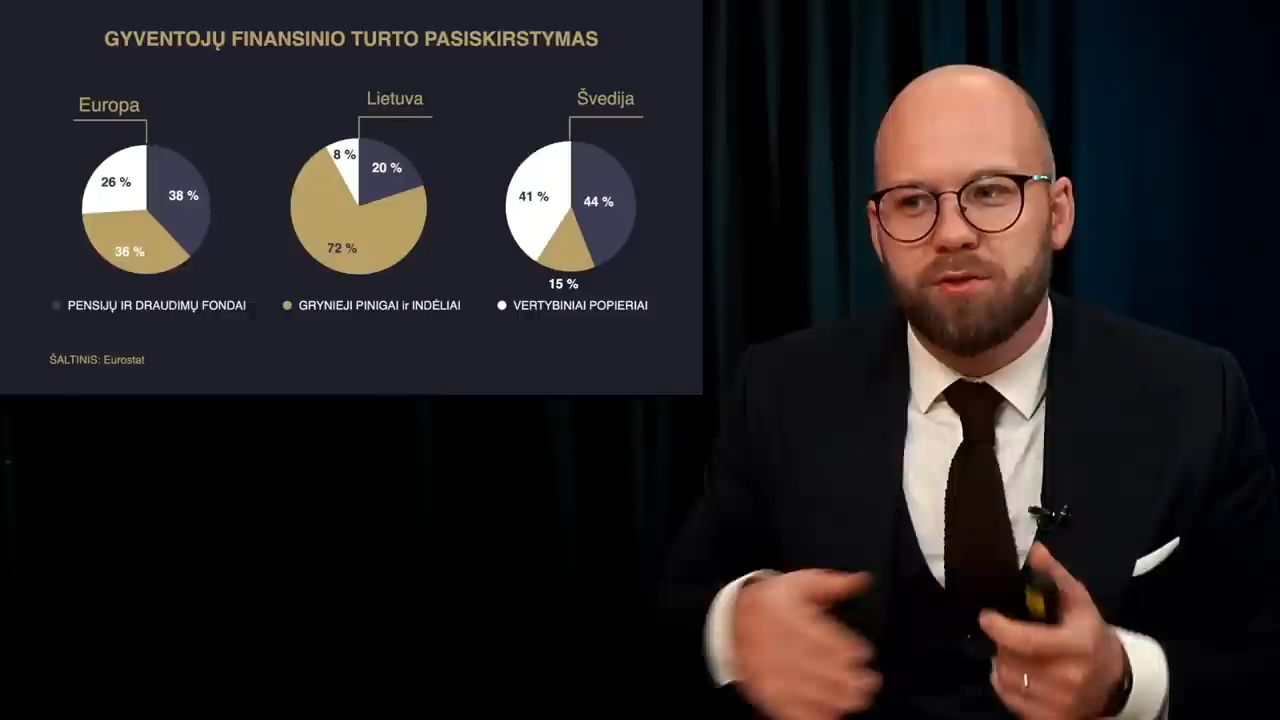 GYVENTOJŲ FINANSINIO TURTO PASISKIRSTYMAS
Europa
Lietuva
Švedija
26 %
38 %
36 %
8 %
20 %
72 %
41 %
44 %
15 %
PENSIJŲ IR DRAUDIMŲ FONDAI
GRYNIEJI PINIGAI ir INDĖLIAI
VERTYBINIAI POPIERIAI
ŠALTINIS: Eurostat